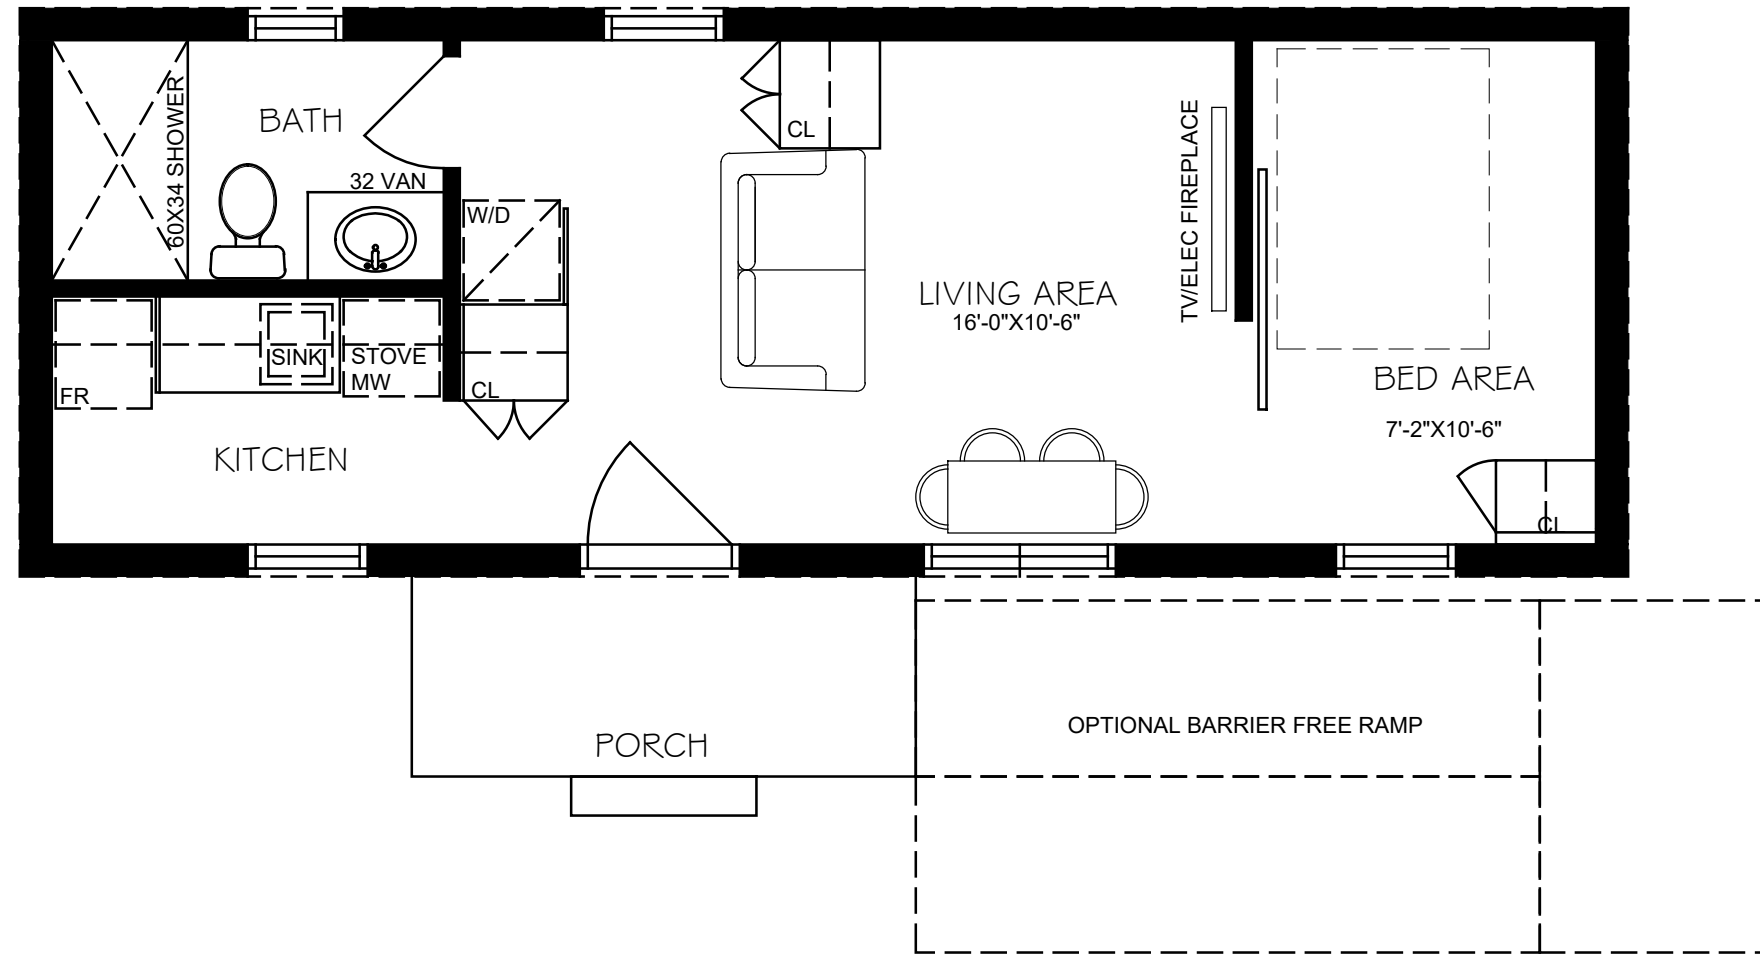 BATH
60X34 SHOWER
32 VAN
CL
W/D
TV/ELEC FIREPLACE
LIVING AREA
16'-0"X10'-6"
SINK
STOVE
MW
FR
CL
BED AREA
7'-2"X10'-6"
KITCHEN
CL
PORCH
OPTIONAL BARRIER FREE RAMP